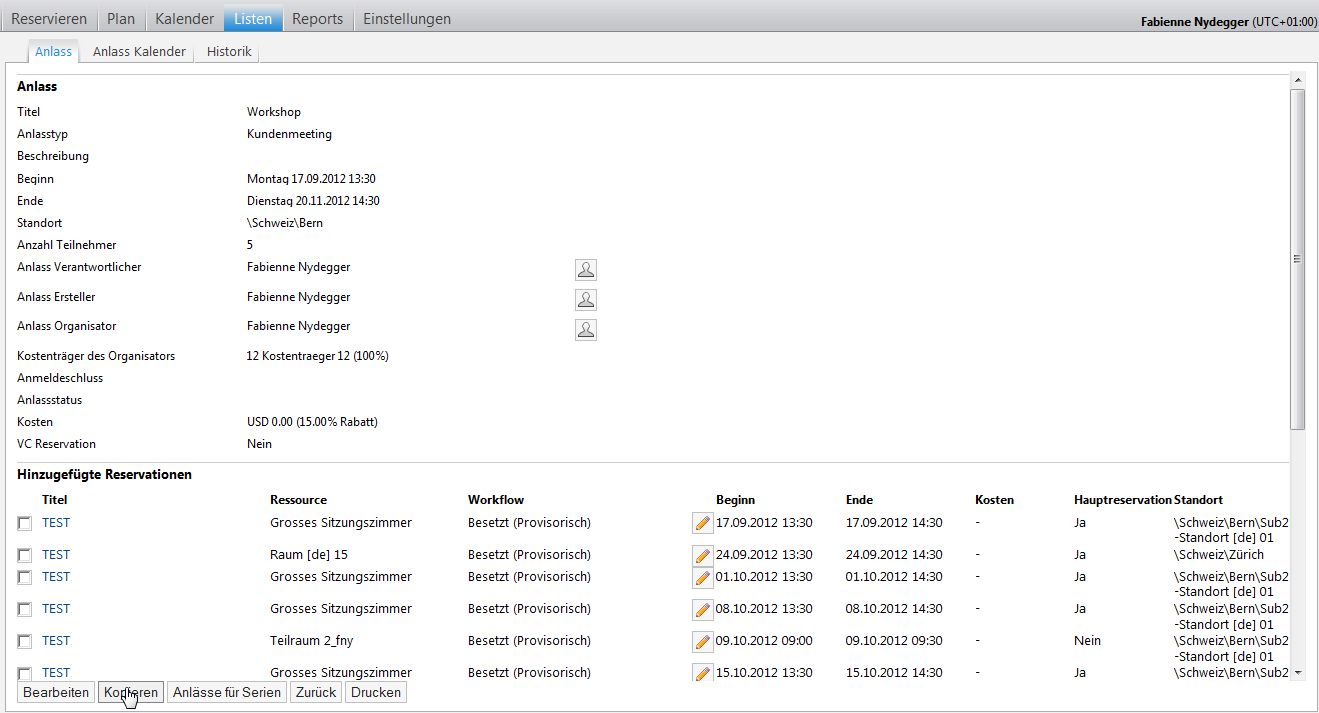 Reservieren Plan Kalender Listen Reports Einstellungen Fabienne Nydegger (UTC+01:00)
Anlass Anlass Kalender Historik
Anlass
Titel Workshop
Anlasstyp Kundenmeeting
Beschreibung
Beginn Montag 17.09.2012 13:30
Ende Dienstag 20.11.2012 14:30
Standort \Schweiz\Bern
Anzahl Teilnehmer 5
Anlass Verantwortlicher Fabienne Nydegger
Anlass Ersteller Fabienne Nydegger
Anlass Organisator Fabienne Nydegger
Kostenträger des Organisators 12 Kostentraeger 12 (100%)
Anmeldeschluss
Anlassstatus
Kosten USD 0.00 (15.00% Rabatt)
VC Reservation Nein
Hinzugefügte Reservationen
Titel Ressource Workflow Beginn Ende Kosten Hauptreservation Standort
TEST Grosses Sitzungszimmer Besetzt (Provisorisch) 17.09.2012 13:30 17.09.2012 14:30 - Ja \Schweiz\Bern\Sub2
-Standort [de] 01
TEST Raum [de] 15 Besetzt (Provisorisch) 24.09.2012 13:30 24.09.2012 14:30 - Ja \Schweiz\Zürich
TEST Grosses Sitzungszimmer Besetzt (Provisorisch) 01.10.2012 13:30 01.10.2012 14:30 - Ja \Schweiz\Bern\Sub2
-Standort [de] 01
TEST Grosses Sitzungszimmer Besetzt (Provisorisch) 08.10.2012 13:30 08.10.2012 14:30 - Ja \Schweiz\Bern\Sub2
-Standort [de] 01
TEST Teilraum 2_fny Besetzt (Provisorisch) 09.10.2012 09:00 09.10.2012 09:30 - Nein \Schweiz\Bern\Sub2
-Standort [de] 01
TEST Grosses Sitzungszimmer Besetzt (Provisorisch) 15.10.2012 13:30 15.10.2012 14:30 - Ja \Schweiz\Bern\Sub2
Bearbeiten Kopieren Anlässe für Serien Zurück Drucken